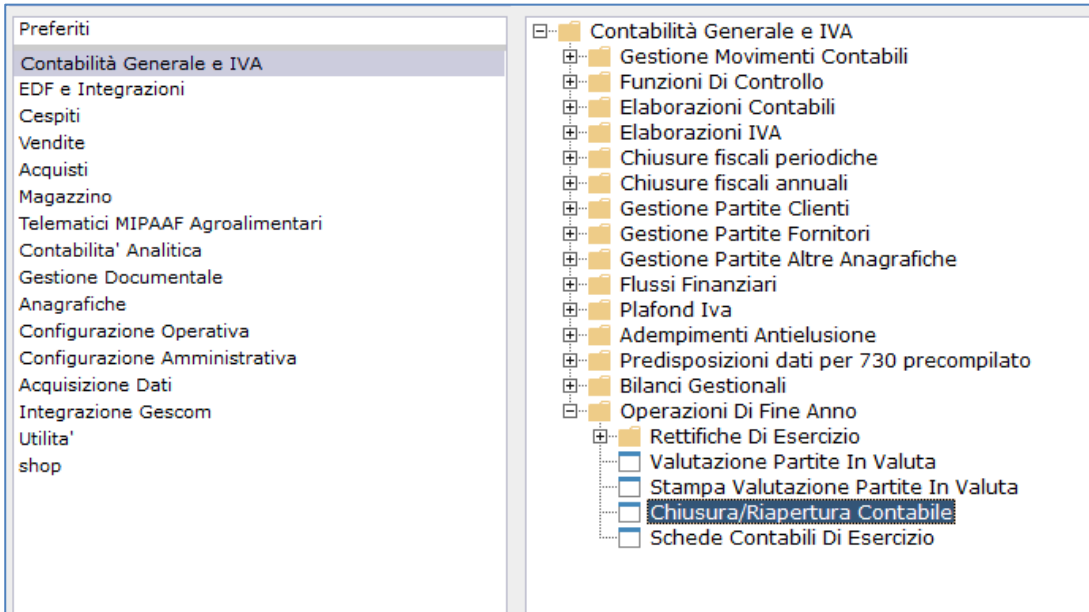 Preferiti
Contabilità Generale e IVA
EDF e Integrazioni
Cespiti
Vendite
Acquisti
Magazzino
Telematici MIPAAF Agroalimentari
Contabilita' Analitica
Gestione Documentale
Anagrafiche
Configurazione Operativa
Configurazione Amministrativa
Acquisizione Dati
Integrazione Gescom
Utilita'
shop
Contabilità Generale e IVA
Gestione Movimenti Contabili
Funzioni Di Controllo
Elaborazioni Contabili
Elaborazioni IVA
Chiusure fiscali periodiche
Chiusure fiscali annuali
Gestione Partite Clienti
Gestione Partite Fornitori
Gestione Partite Altre Anagrafiche
Flussi Finanziari
Plafond Iva
Adempimenti Antielusione
Predisposizioni dati per 730 precompilato
Bilanci Gestionali
Operazioni Di Fine Anno
Rettifiche Di Esercizio
Valutazione Partite In Valuta
Stampa Valutazione Partite In Valuta
Chiusura/Riapertura Contabile
Schede Contabili Di Esercizio